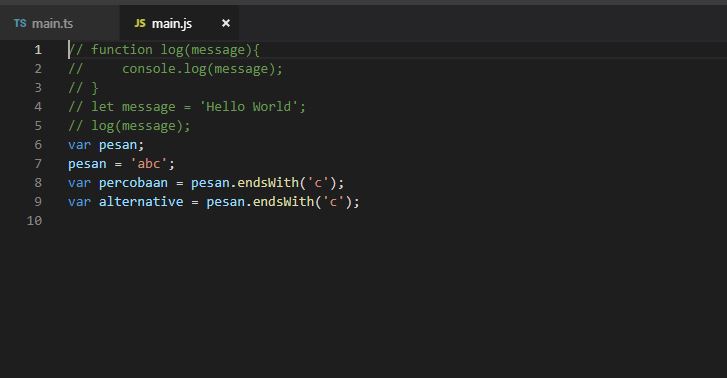 TS main.ts JS main.js ×
1 // function log(message){
2 //     console.log(message);
3 // }
4 // let message = 'Hello World';
5 // log(message);
6 var pesan;
7 pesan = 'abc';
8 var percobaan = pesan.endsWith('c');
9 var alternative = pesan.endsWith('c');
10